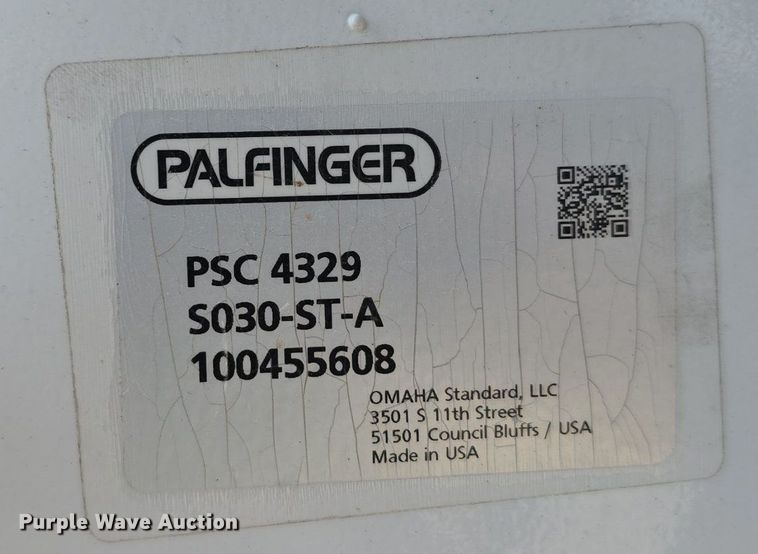 PALFINGER
PSC 4329
S030-ST-A
100455608
OMAHA Standard, LLC
3501 S 11th Street
51501 Council Bluffs / USA
Made in USA
Purple Wave Auction